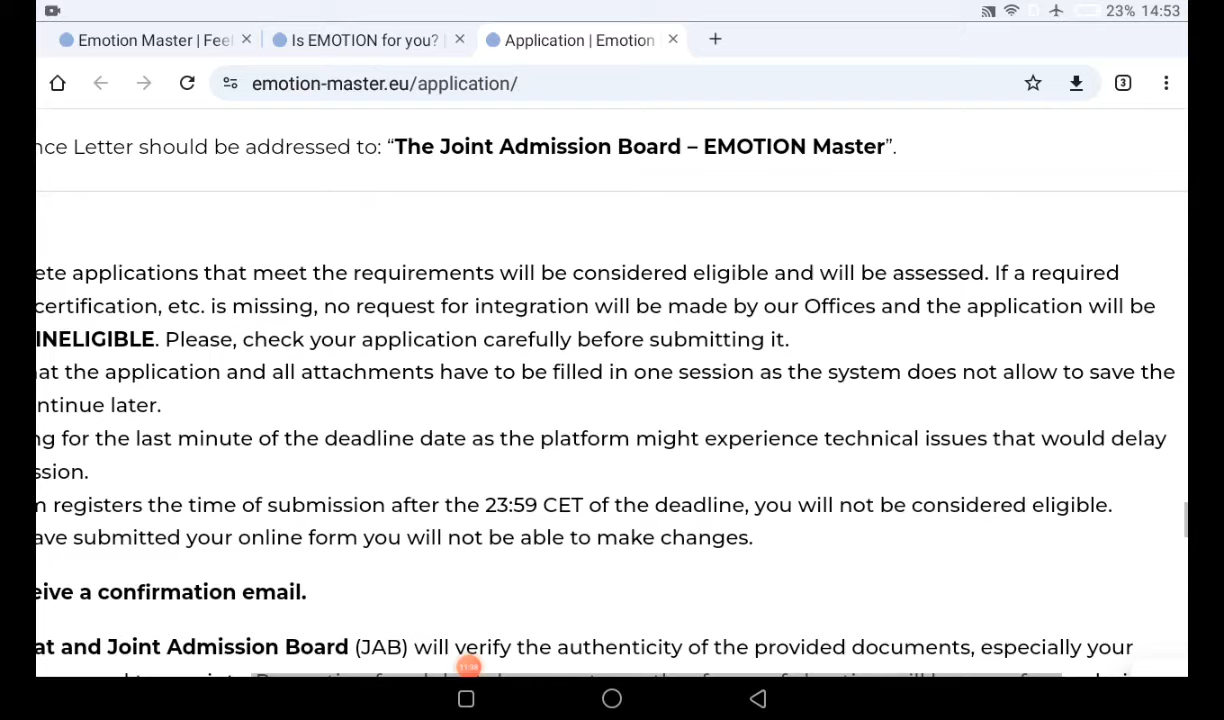 23% 14:53
Emotion Master | Feel
Is EMOTION for you? |
Application | Emotion
emotion-master.eu/application/
3
nce Letter should be addressed to: “The Joint Admission Board – EMOTION Master”.
ete applications that meet the requirements will be considered eligible and will be assessed. If a required
certification, etc. is missing, no request for integration will be made by our Offices and the application will be
INELIGIBLE. Please, check your application carefully before submitting it.
at the application and all attachments have to be filled in one session as the system does not allow to save the
ntinue later.
ng for the last minute of the deadline date as the platform might experience technical issues that would delay
ssion.
m registers the time of submission after the 23:59 CET of the deadline, you will not be considered eligible.
ave submitted your online form you will not be able to make changes.
eive a confirmation email.
at and Joint Admission Board (JAB) will verify the authenticity of the provided documents, especially your